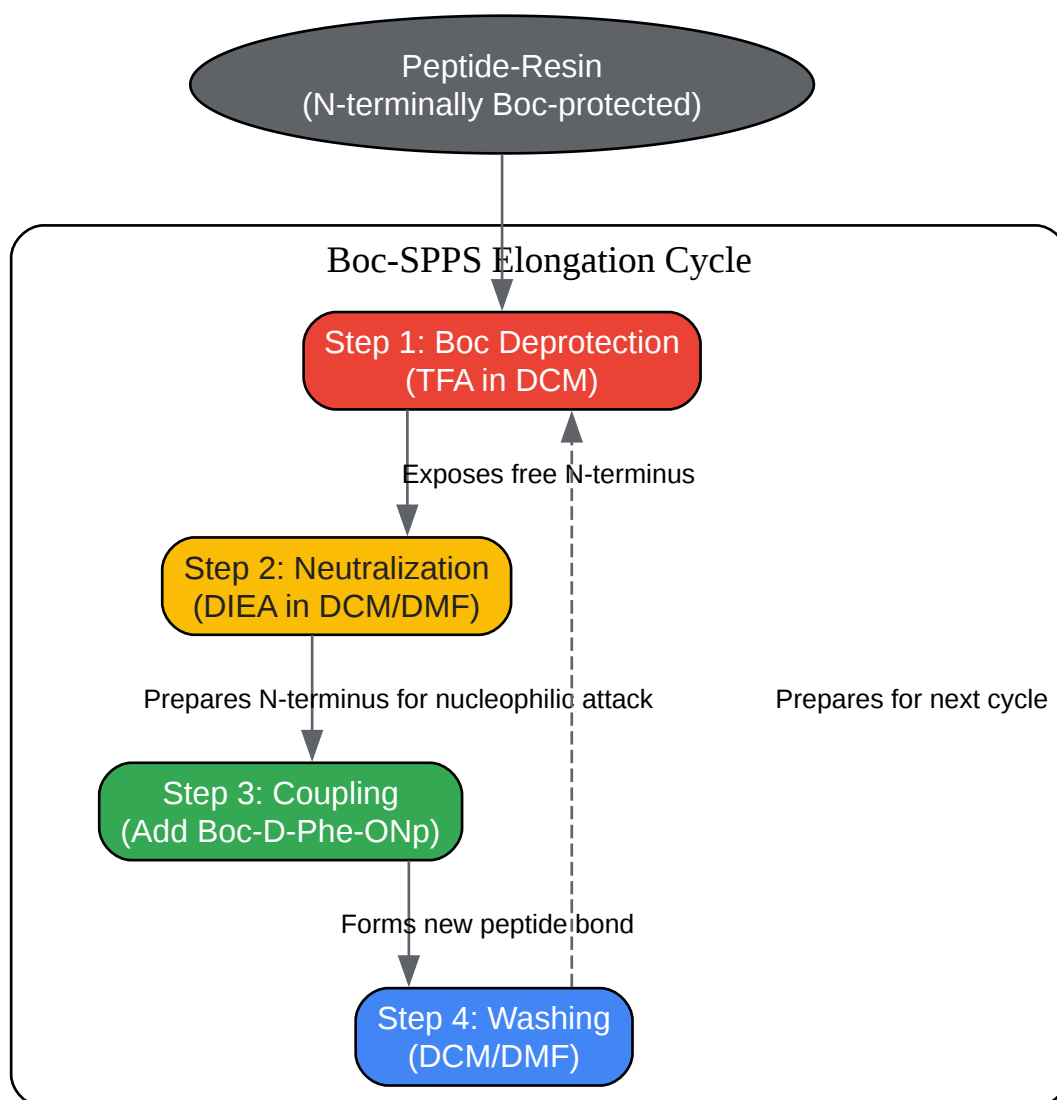 Peptide-Resin
(N-terminally Boc-protected)
Boc-SPPS Elongation Cycle
Step 1: Boc Deprotection
(TFA in DCM)
Exposes free N-terminus
Step 2: Neutralization
(DIEA in DCM/DMF)
Prepares N-terminus for nucleophilic attack
Prepares for next cycle
Step 3: Coupling
(Add Boc-D-Phe-ONp)
Forms new peptide bond
Step 4: Washing
(DCM/DMF)